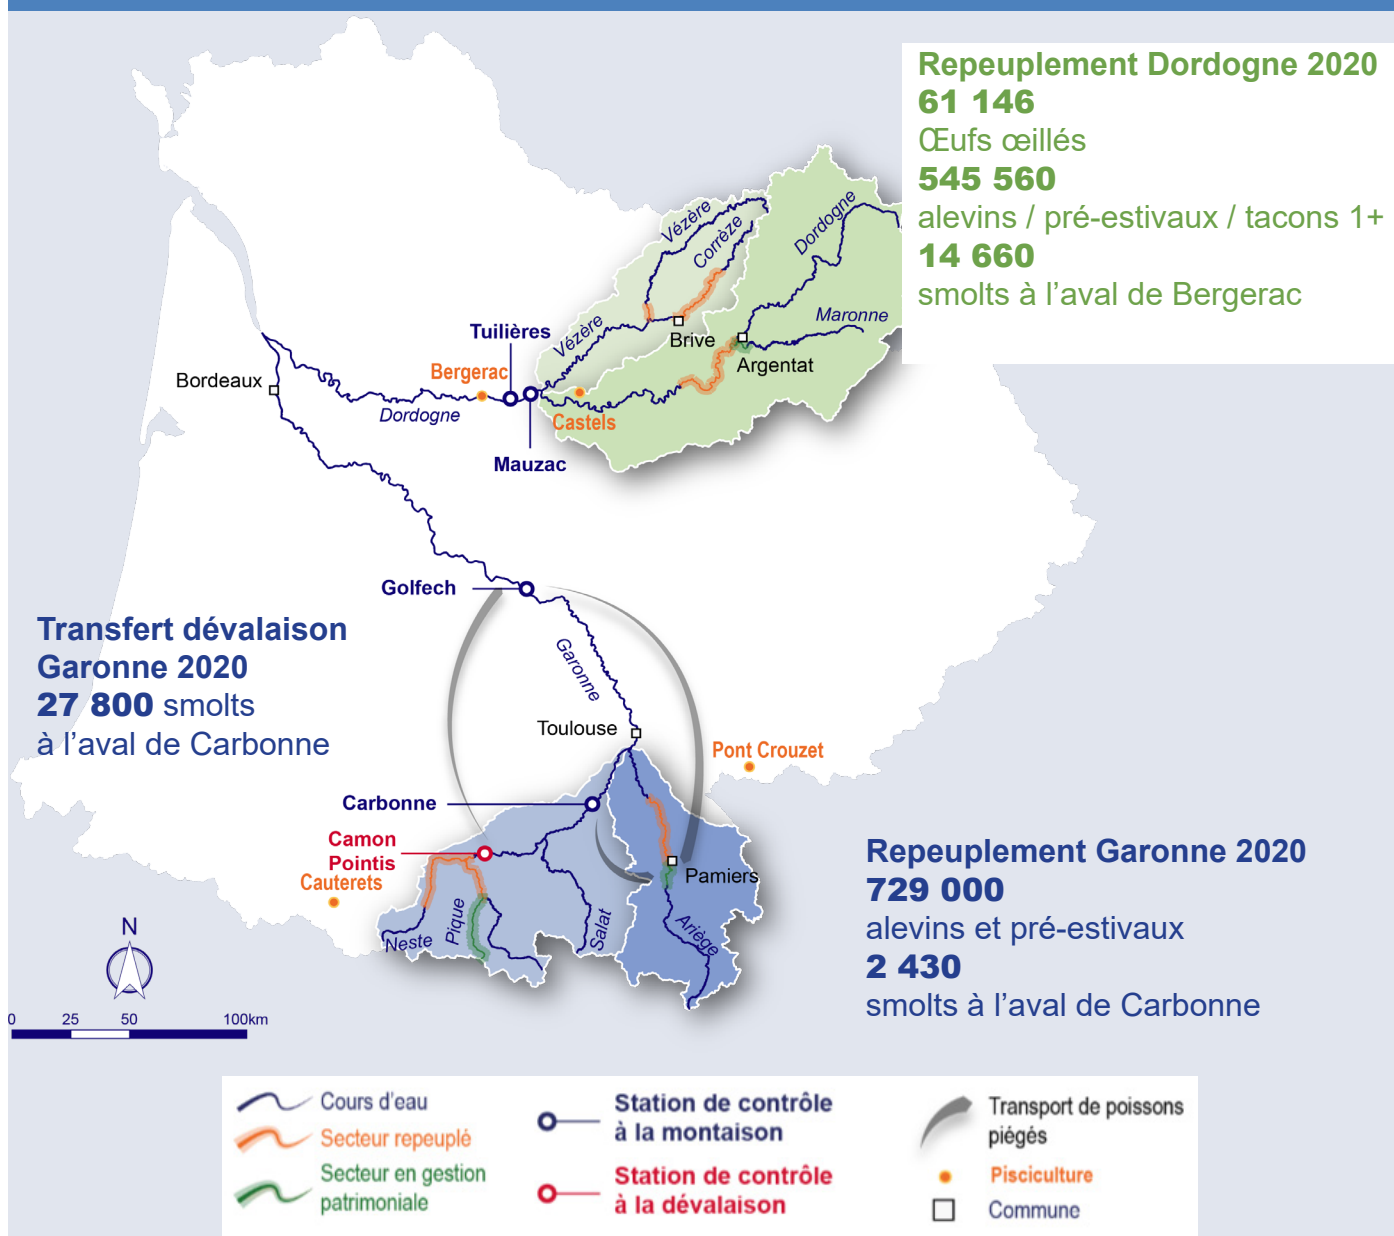 Repeuplement Dordogne 2020
61 146
Œufs œillés
545 560
alevins / pré-estivaux / tacons 1+
14 660
smolts à l’aval de Bergerac
Vézère
Corrèze
Dordogne
Maronne
Vézère
Brive
Argentat
Tuilières
Bergerac
Bordeaux
Dordogne
Castels
Mauzac
Golfech
Garonne
Transfert dévalaison
Garonne 2020
27 800 smolts
à l’aval de Carbonne
Toulouse
Pont Crouzet
Carbonne
Camon
Pointis
Cauterets
Pamiers
Neste
Pique
Salat
Ariège
Repeuplement Garonne 2020
729 000
alevins et pré-estivaux
2 430
smolts à l’aval de Carbonne
N
0 25 50 100km
Cours d’eau
Secteur repeuplé
Secteur en gestion
patrimoniale
Station de contrôle
à la montaison
Station de contrôle
à la dévalaison
Transport de poissons
piégés
Pisciculture
Commune